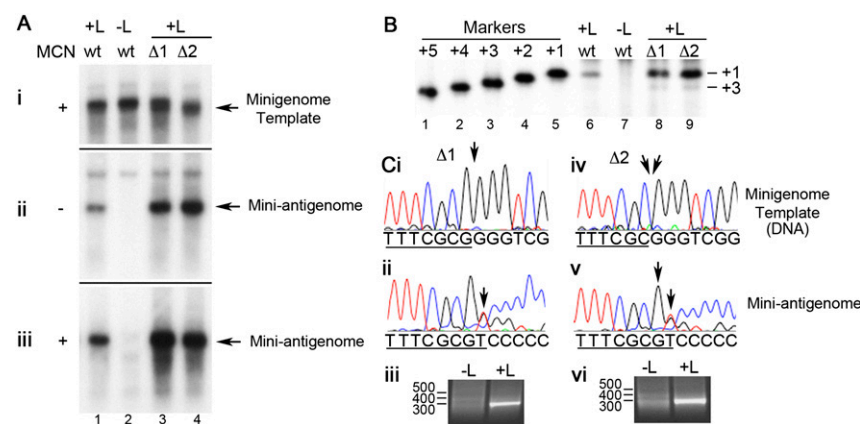 A
+L -L +L
MCN wt wt Δ1 Δ2
i + Minigenome
Template
ii - Mini-antigenome
iii + Mini-antigenome
1 2 3 4
B
Markers +L -L +L
+5 +4 +3 +2 +1 wt wt Δ1 Δ2
+1
+3
1 2 3 4 5 6 7 8 9
Ci Δ1 iv Δ2
Minigenome
Template
(DNA)
TTTCGCGGGGTCG TTTCGCGGGTCGG
ii v
Mini-antigenome
TTTCGCGTCCCCC TTTCGCGTCCCCC
iii -L +L vi -L +L
500 500
400 400
300 300